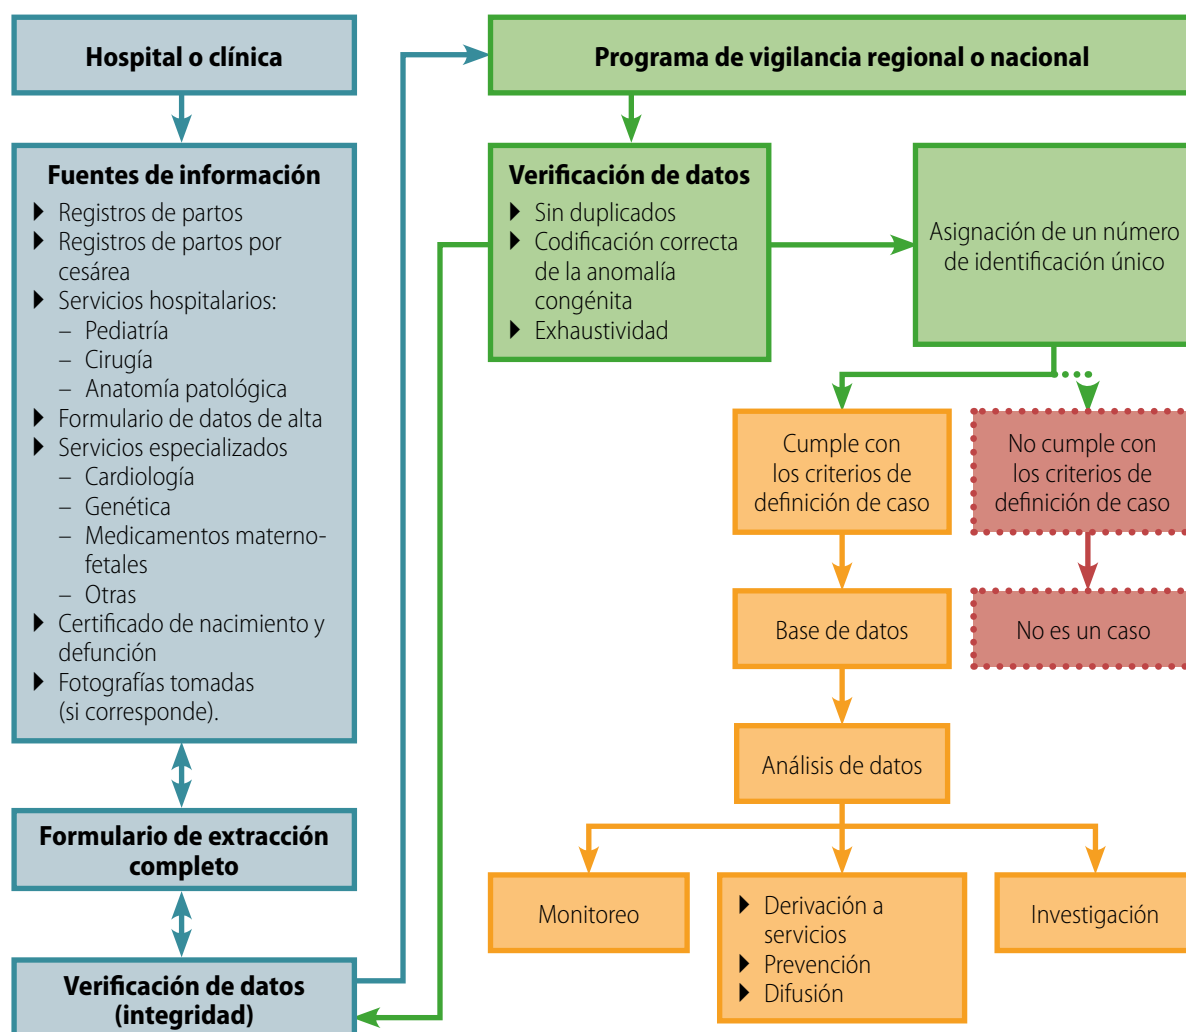 Hospital o clínica
Fuentes de información
Registros de partos
Registros de partos por
cesárea
Servicios hospitalarios:
– Pediatría
– Cirugía
– Anatomía patológica
Formulario de datos de alta
Servicios especializados
– Cardiología
– Genética
– Medicamentos materno-
fetales
– Otras
Certificado de nacimiento y
defunción
Fotografías tomadas
(si corresponde).
Formulario de extracción
completo
Verificación de datos
(integridad)
Programa de vigilancia regional o nacional
Verificación de datos
Sin duplicados
Codificación correcta
de la anomalía
congénita
Exhaustividad
Asignación de un número
de identificación único
Cumple con
los criterios de
definición de caso
No cumple con
los criterios de
definición de caso
Base de datos
No es un caso
Análisis de datos
Monitoreo
Derivación a
servicios
Prevención
Difusión
Investigación